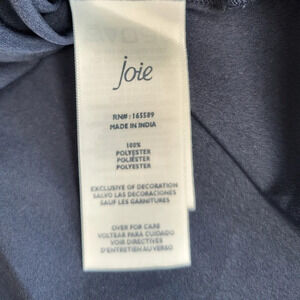 joie
RN#: 165589
MADE IN INDIA
100%
POLYESTER
POLIÉSTER
POLYESTER
EXCLUSIVE OF DECORATION
SALVO LAS DECORACIONES
SAUF LES GARNITURES
OVER FOR CARE
VOLTEAR PARA CUIDADO
VOIR DIRECTIVES
D'ENTRETIEN AU VERSO